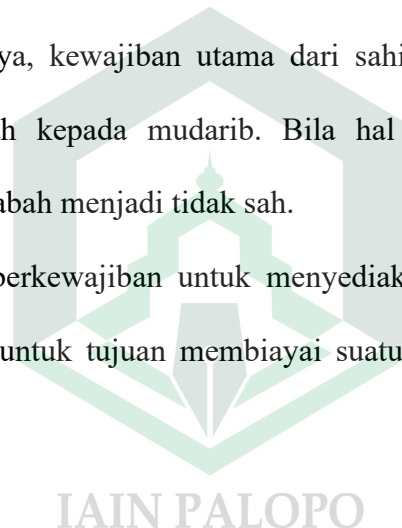 ya, kewajiban utama dari sahi
h kepada mudarib. Bila hal
abah menjadi tidak sah.
berkewajiban untuk menyediak
untuk tujuan membiayai suatu
IAIN PALOPO